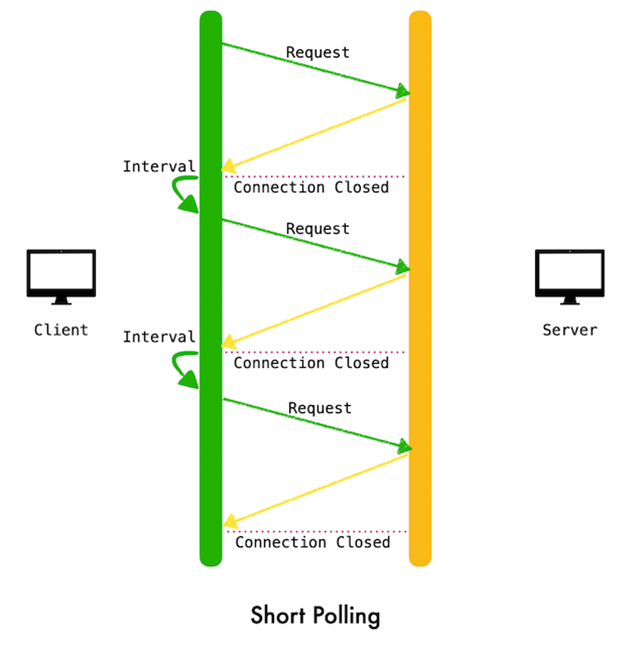 Request
Interval
Connection Closed
Request
Client
Server
Interval
Connection Closed
Request
Connection Closed
Short Polling